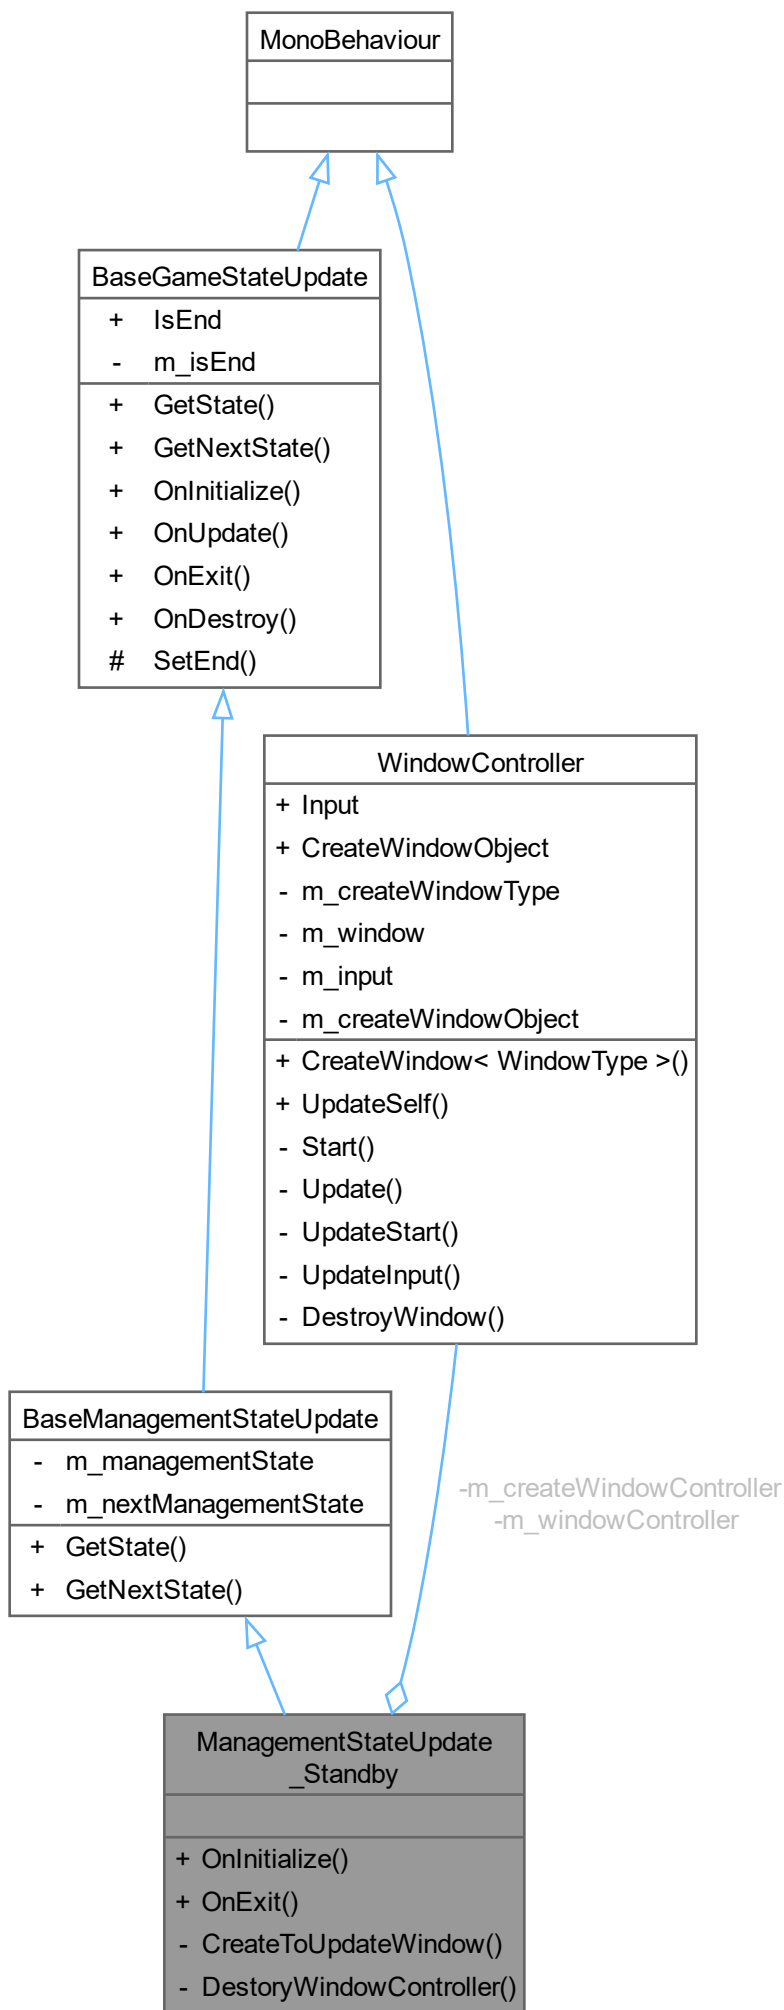 MonoBehaviour
BaseGameStateUpdate
+ IsEnd
- m_isEnd
+ GetState()
+ GetNextState()
+ OnInitialize()
+ OnUpdate()
+ OnExit()
+ OnDestroy()
# SetEnd()
WindowController
+ Input
+ CreateWindowObject
- m_createWindowType
- m_window
- m_input
- m_createWindowObject
+ CreateWindow< WindowType >()
+ UpdateSelf()
- Start()
- Update()
- UpdateStart()
- UpdateInput()
- DestroyWindow()
BaseManagementStateUpdate
- m_managementState
- m_nextManagementState
+ GetState()
+ GetNextState()
-m_createWindowController
-m_windowController
ManagementStateUpdate
_Standby
+ OnInitialize()
+ OnExit()
- CreateToUpdateWindow()
- DestoryWindowController()